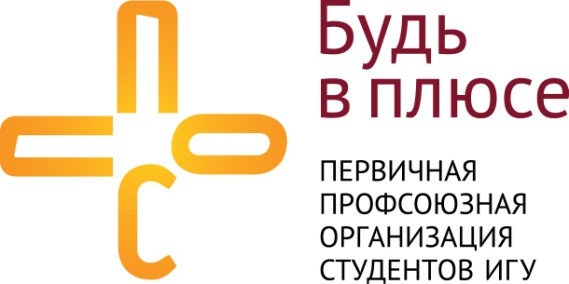 П
П О
С
Будь
в плюсе
ПЕРВИЧНАЯ
ПРОФСОЮЗНАЯ
ОРГАНИЗАЦИЯ
СТУДЕНТОВ ИГУ